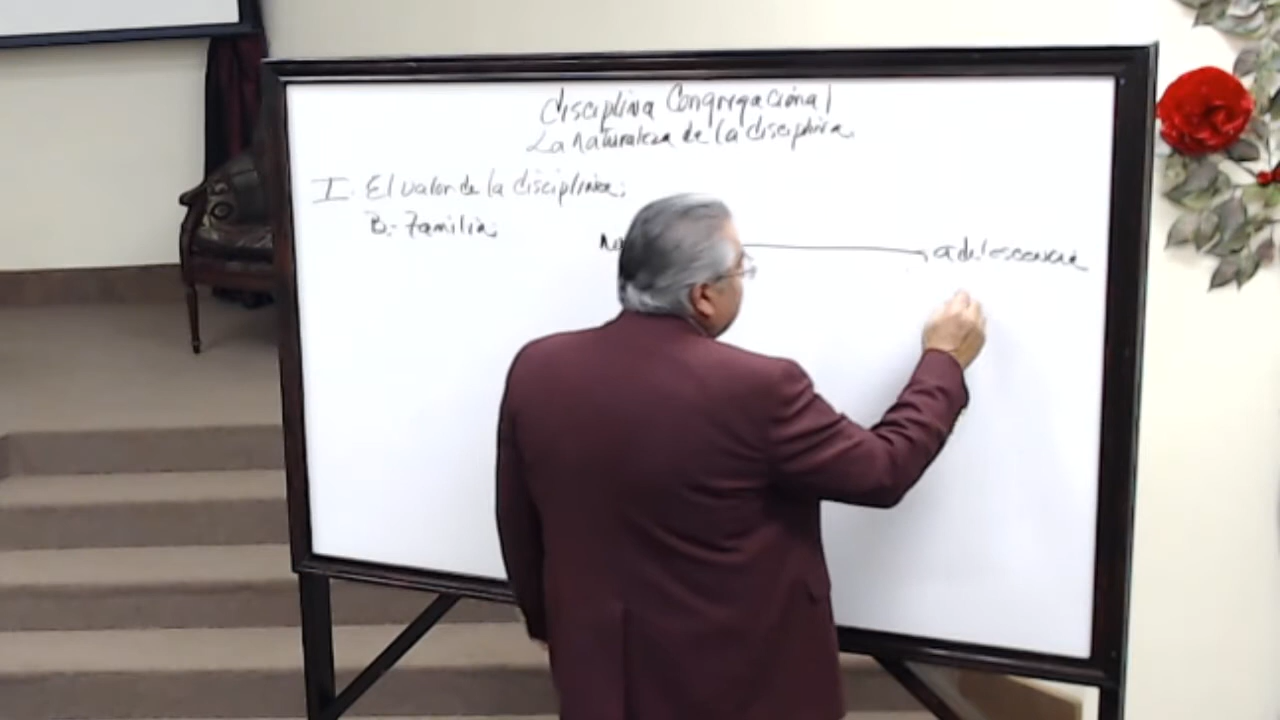 disciplina Congregacional
La naturaleza de la disciplina.
I. El valor de la disciplina:
B.- Familia:
adolescencia